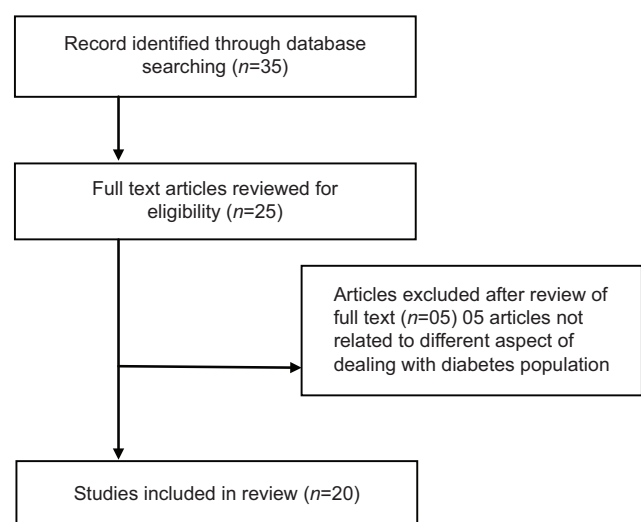 Record identified through database
searching (n=35)
Full text articles reviewed for
eligibility (n=25)
Articles excluded after review of
full text (n=05) 05 articles not
related to different aspect of
dealing with diabetes population
Studies included in review (n=20)